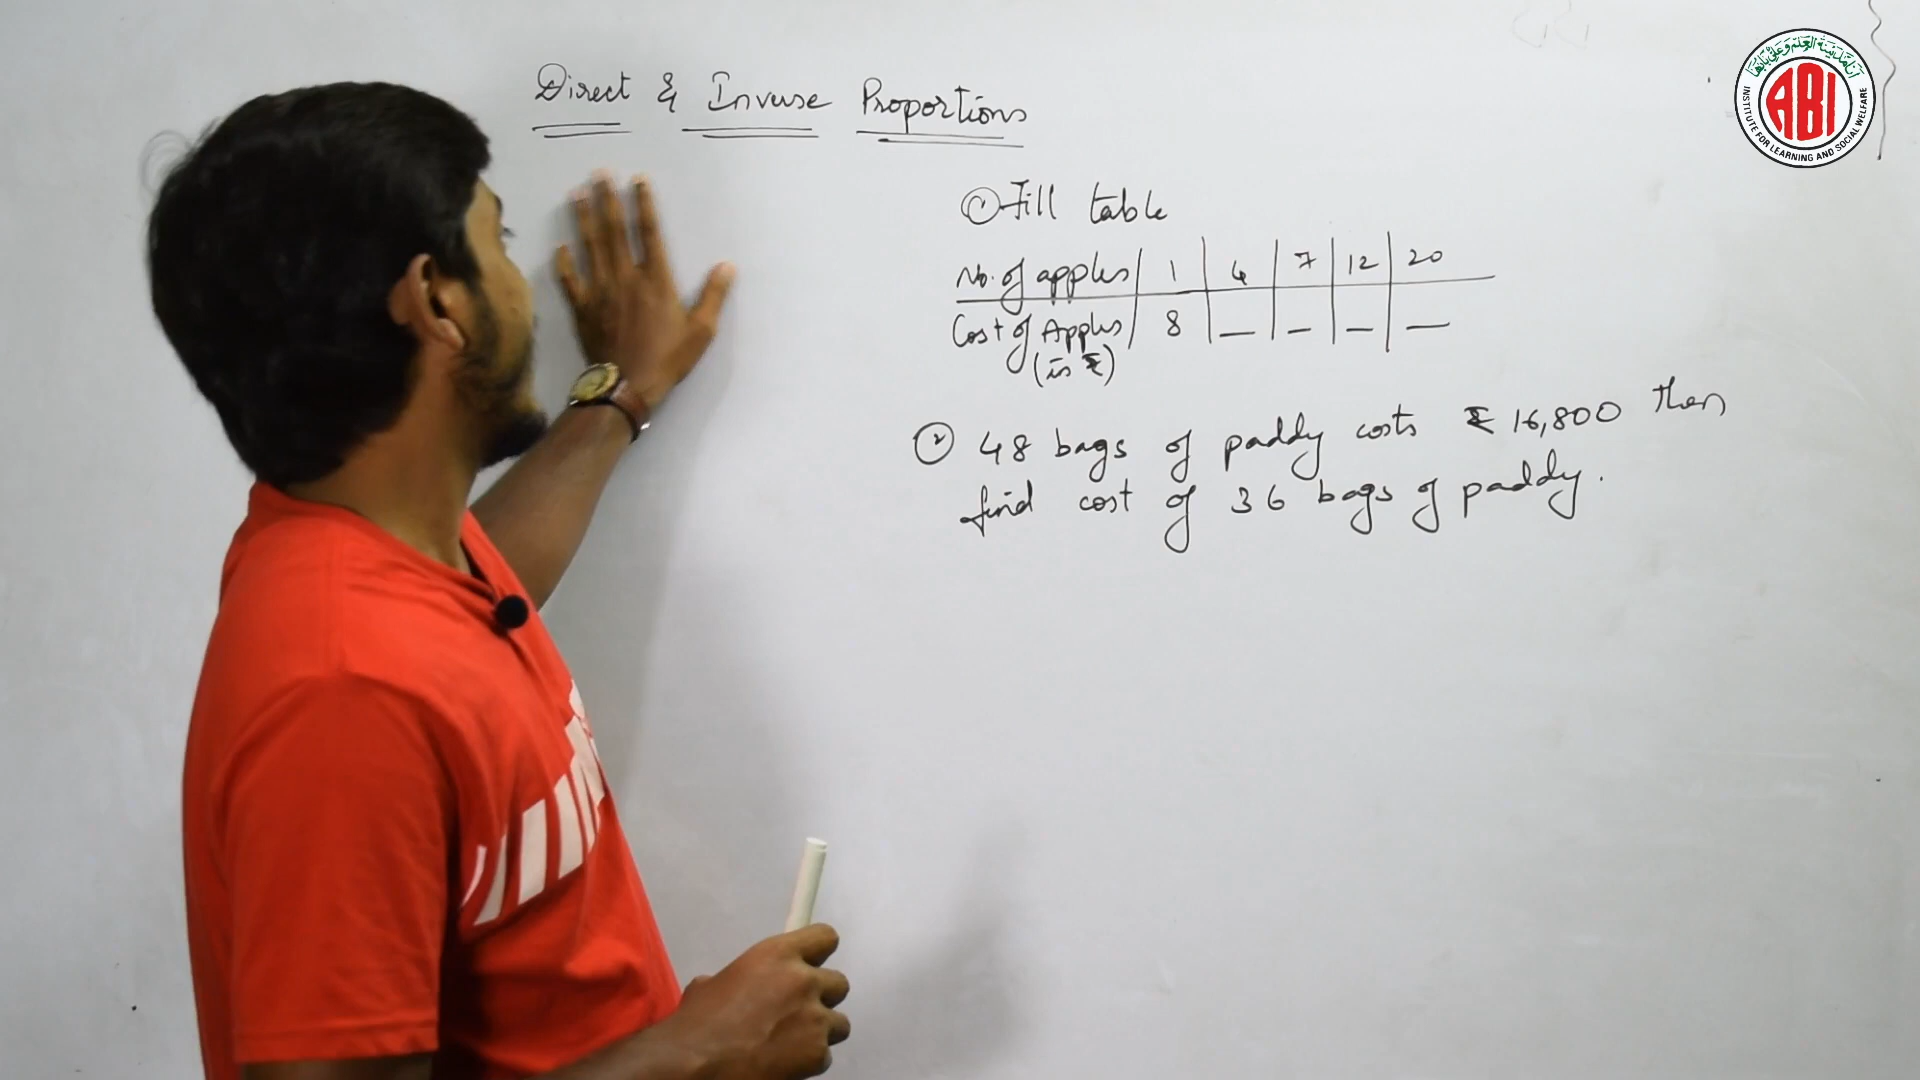 Direct & Inverse Proportions
① Fill table
No. of apples | 1 | 4 | 7 | 12 | 20
Cost of Apples | 8 | — | — | — | —
(in ₹)
② 48 bags of paddy costs ₹ 16,800 then
find cost of 36 bags of paddy.
ABI
INSTITUTE FOR LEARNING AND SOCIAL WELFARE